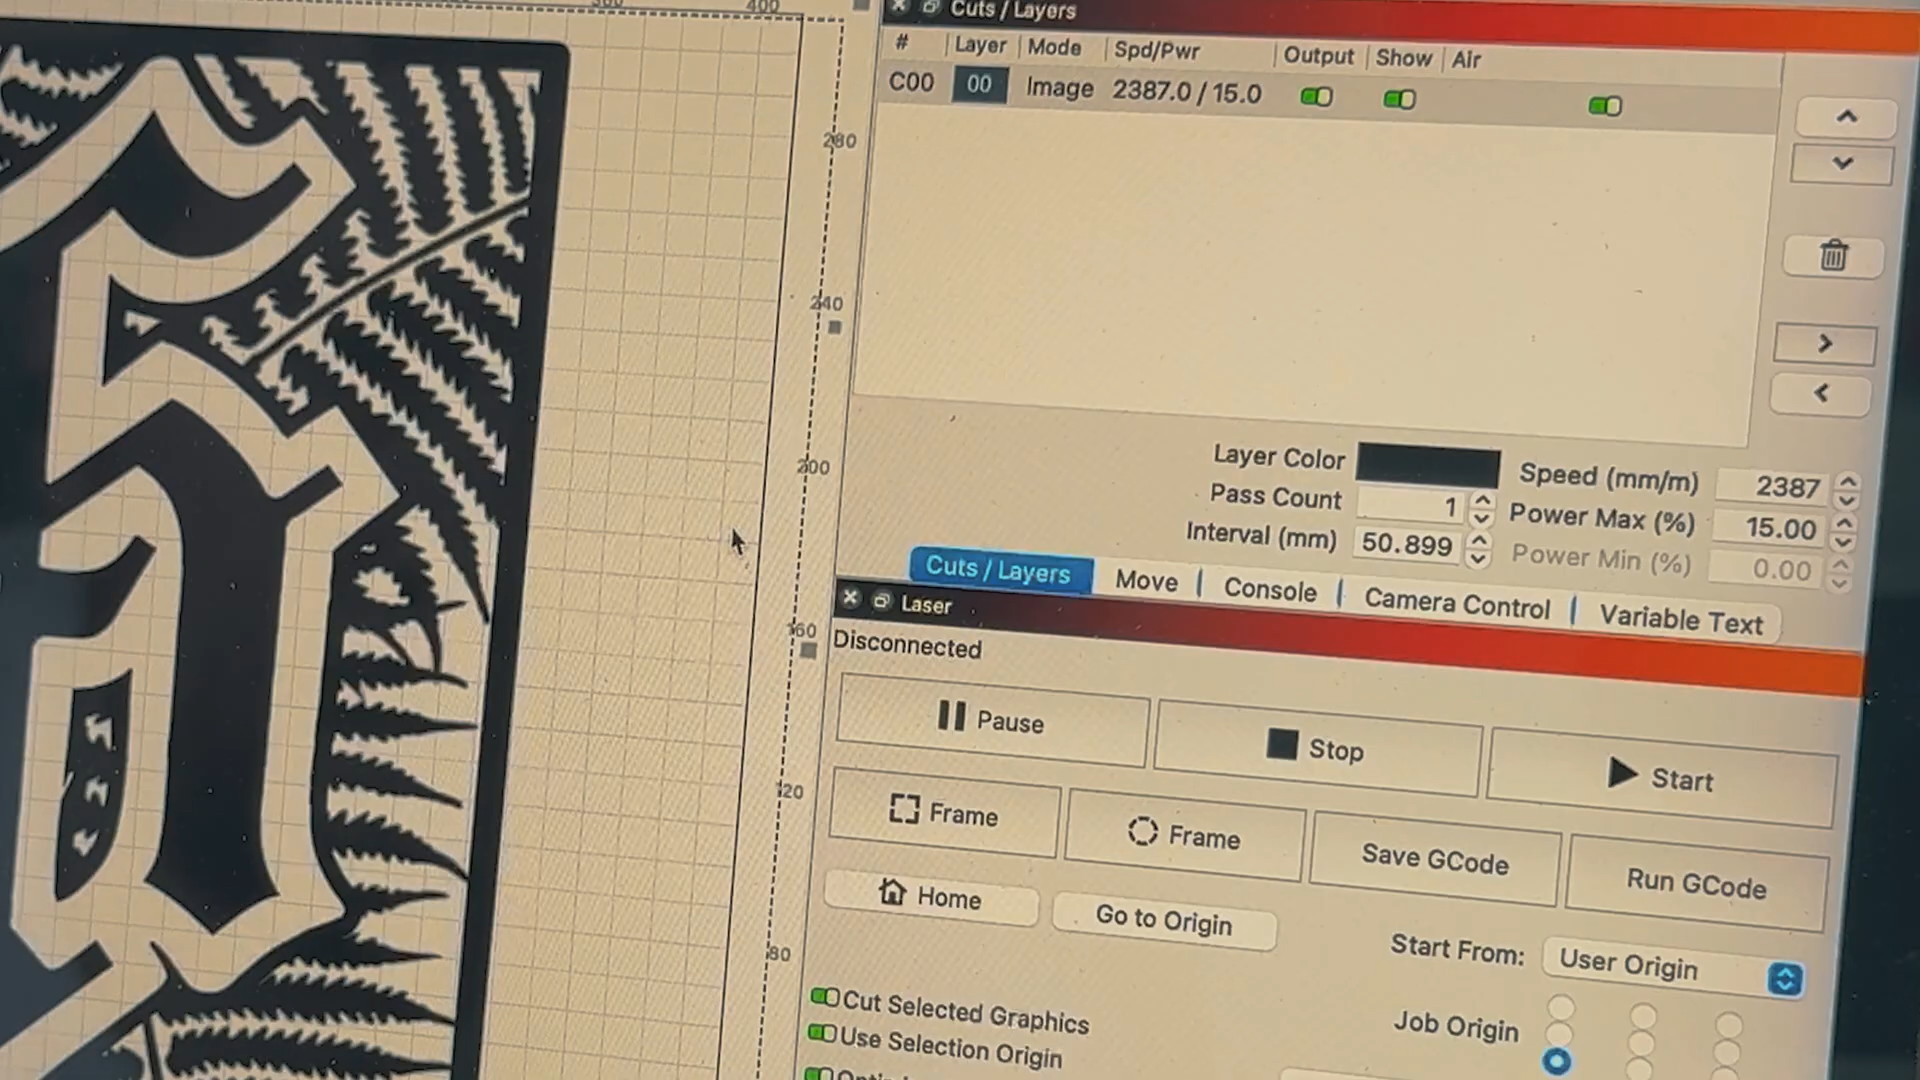 400
Cuts / Layers
# Layer Mode Spd/Pwr Output Show Air
C00 00 Image 2387.0 / 15.0
280
240
200
160
120
80
Layer Color
Pass Count 1
Interval (mm) 50.899
Speed (mm/m) 2387
Power Max (%) 15.00
Power Min (%) 0.00
Cuts / Layers Move Console Camera Control Variable Text
Laser
Disconnected
Pause Stop Start
Frame Frame Save GCode Run GCode
Home Go to Origin
Start From: User Origin
Cut Selected Graphics
Job Origin
Use Selection Origin